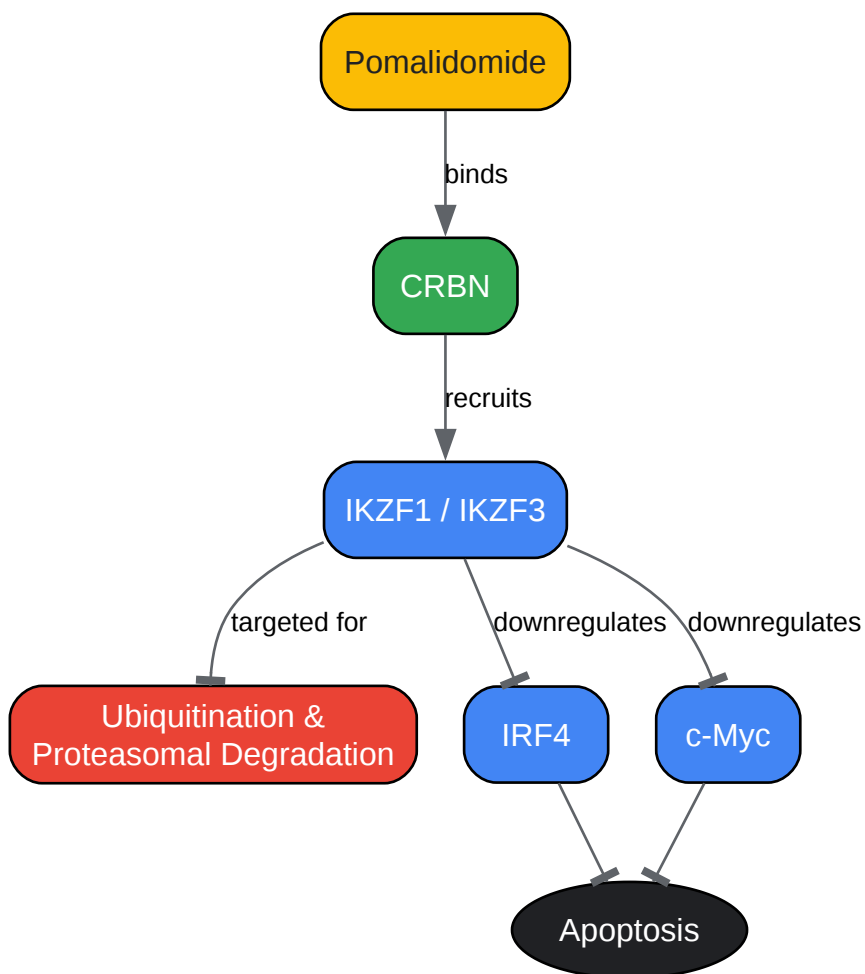 Pomalidomide
binds
CRBN
recruits
IKZF1 / IKZF3
targeted for
downregulates
downregulates
Ubiquitination &
Proteasomal Degradation
IRF4
c-Myc
Apoptosis